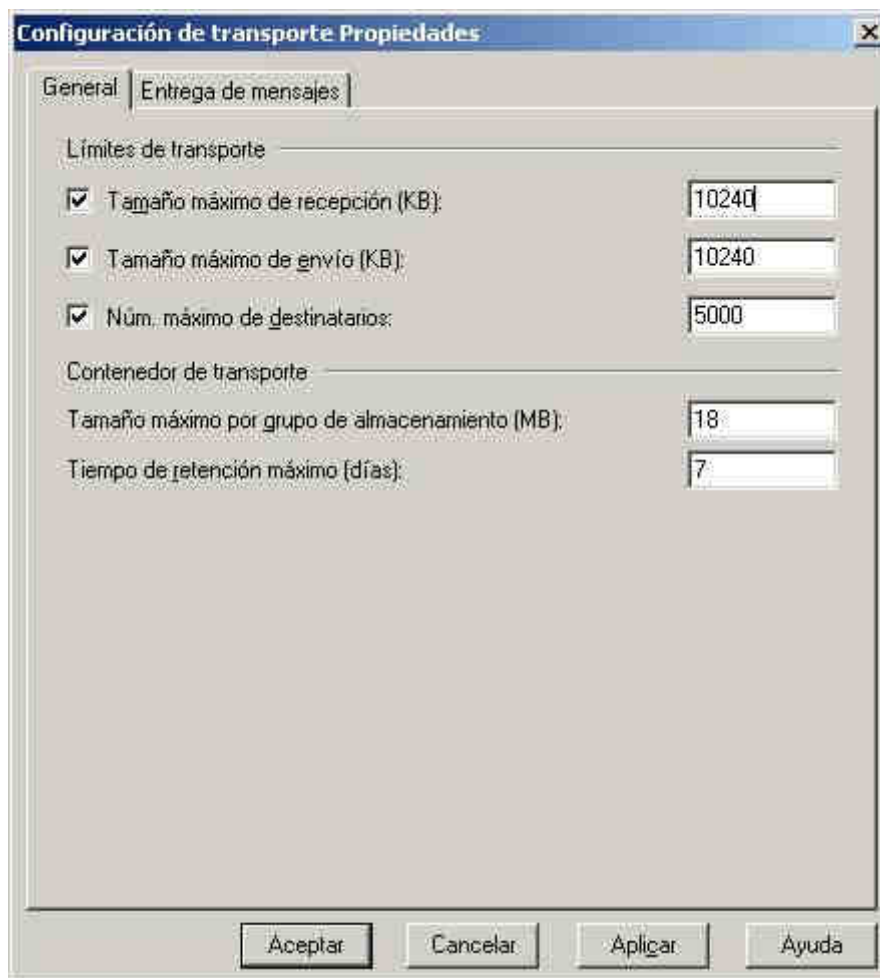 Configuración de transporte Propiedades
General Entrega de mensajes
Límites de transporte
Tamaño máximo de recepción (KB): 10240
Tamaño máximo de envío (KB): 10240
Núm. máximo de destinatarios: 5000
Contenedor de transporte
Tamaño máximo por grupo de almacenamiento (MB): 18
Tiempo de retención máximo (días): 7
Aceptar Cancelar Aplicar Ayuda